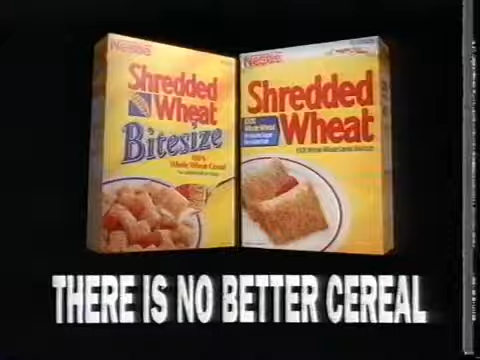 Nestlé
Shredded
Wheat
Bitesize
100%
Whole Wheat Cereal
Nestlé
Shredded
Wheat
100%
Whole Wheat
THERE IS NO BETTER CEREAL